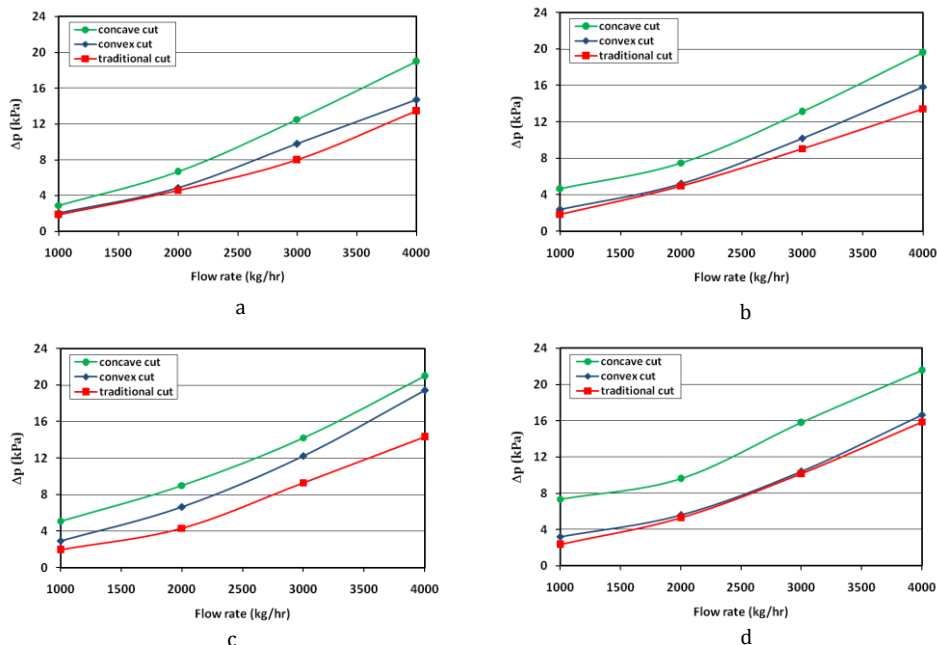 24
20
16
12
8
4
0
Δp (kPa)
concave cut
convex cut
traditional cut
1000 1500 2000 2500 3000 3500 4000
Flow rate (kg/hr)
a
24
20
16
12
8
4
0
Δp (kPa)
concave cut
convex cut
traditional cut
1000 1500 2000 2500 3000 3500 4000
Flow rate (kg/hr)
b
24
20
16
12
8
4
0
Δp (kPa)
concave cut
convex cut
traditional cut
1000 1500 2000 2500 3000 3500 4000
Flow rate (kg/hr)
c
24
20
16
12
8
4
0
Δp (kPa)
concave cut
convex cut
traditional cut
1000 1500 2000 2500 3000 3500 4000
Flow rate (kg/hr)
d